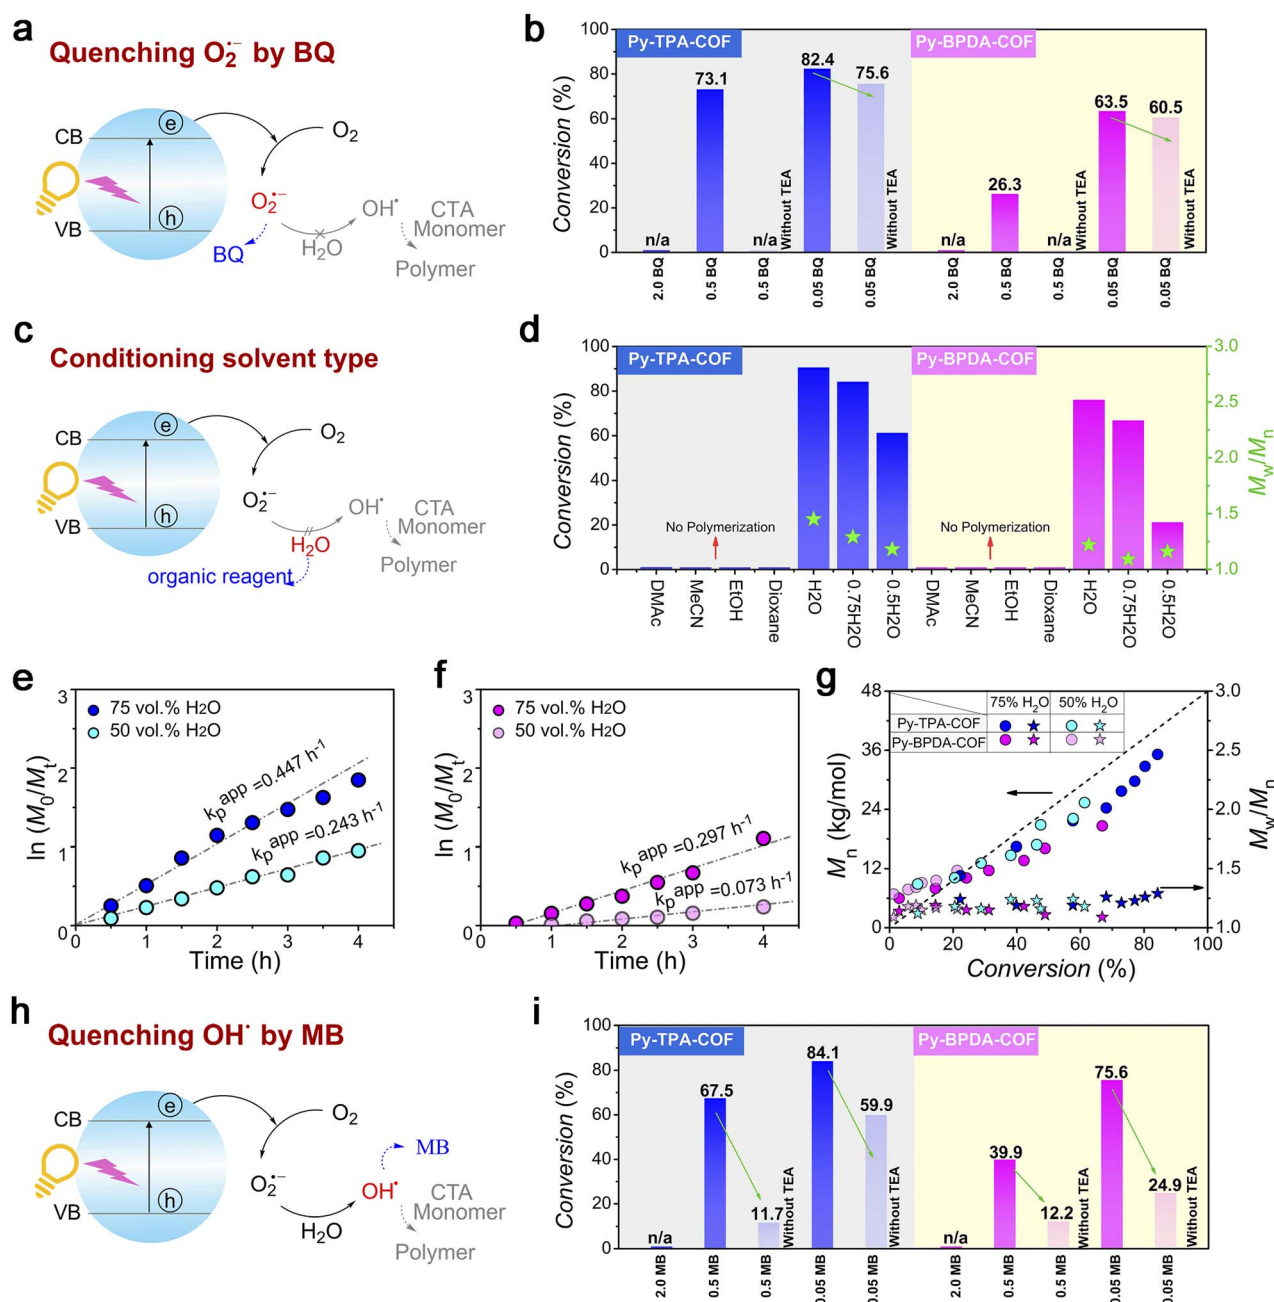 a
Quenching O₂•⁻ by BQ
CB
e
O₂
O₂•⁻
OH•
CTA
Monomer
VB
h
BQ
H₂O
Polymer
b
Conversion (%)
100
80
60
40
20
0
Py-TPA-COF
Py-BPDA-COF
n/a
73.1
n/a
82.4
75.6
n/a
26.3
n/a
63.5
60.5
Without TEA
Without TEA
Without TEA
Without TEA
2.0 BQ
0.5 BQ
0.5 BQ
0.05 BQ
0.05 BQ
2.0 BQ
0.5 BQ
0.5 BQ
0.05 BQ
0.05 BQ
c
Conditioning solvent type
CB
e
O₂
O₂•⁻
OH•
CTA
Monomer
VB
h
H₂O
organic reagent
Polymer
d
Conversion (%)
100
80
60
40
20
0
Py-TPA-COF
Py-BPDA-COF
No Polymerization
No Polymerization
DMAc
MeCN
EtOH
Dioxane
H2O
0.75H2O
0.5H2O
DMAc
MeCN
EtOH
Dioxane
H2O
0.75H2O
0.5H2O
3.0
2.5
2.0
1.5
1.0
Mw/Mn
e
ln (M₀/Mt)
3
2
1
0
75 vol.% H₂O
50 vol.% H₂O
kₚᵃᵖᵖ =0.447 h⁻¹
kₚᵃᵖᵖ =0.243 h⁻¹
0 1 2 3 4
Time (h)
f
ln (M₀/Mt)
3
2
1
0
75 vol.% H₂O
50 vol.% H₂O
kₚᵃᵖᵖ =0.297 h⁻¹
kₚᵃᵖᵖ =0.073 h⁻¹
0 1 2 3 4
Time (h)
g
Mn (kg/mol)
48
36
24
12
0
75% H₂O 50% H₂O
Py-TPA-COF
Py-BPDA-COF
0 20 40 60 80 100
Conversion (%)
3.0
2.5
2.0
1.5
1.0
Mw/Mn
h
Quenching OH• by MB
CB
e
O₂
MB
O₂•⁻
OH•
CTA
Monomer
VB
h
H₂O
Polymer
i
Conversion (%)
100
80
60
40
20
0
Py-TPA-COF
Py-BPDA-COF
n/a
67.5
11.7
84.1
59.9
n/a
39.9
12.2
75.6
24.9
Without TEA
Without TEA
Without TEA
Without TEA
2.0 MB
0.5 MB
0.5 MB
0.05 MB
0.05 MB
2.0 MB
0.5 MB
0.5 MB
0.05 MB
0.05 MB